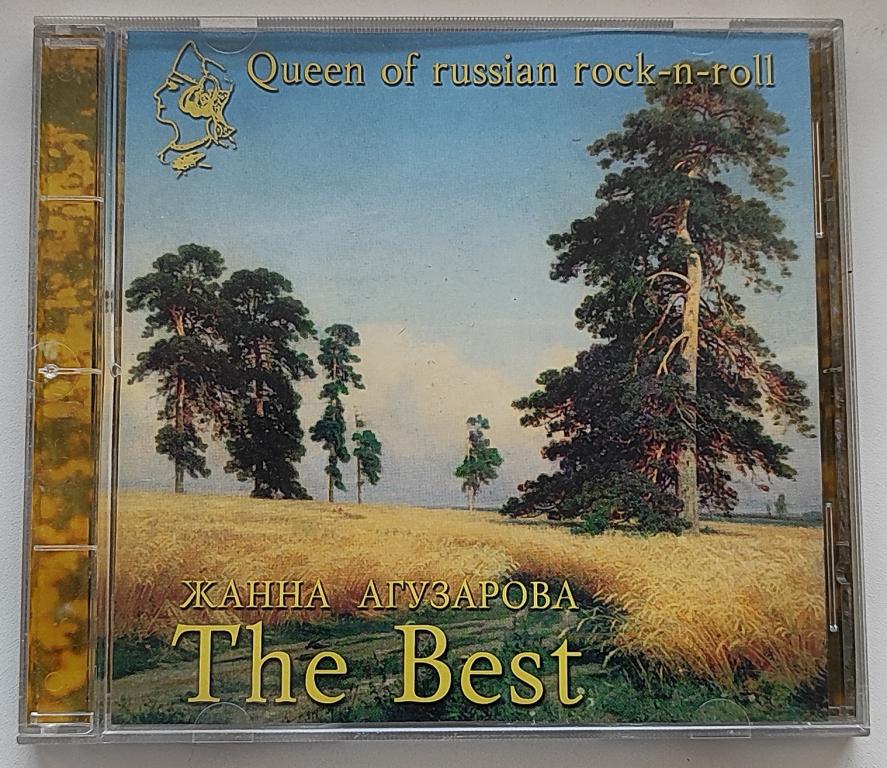 Queen of russian rock-n-roll
ЖАННА АГУЗАРОВА
The Best